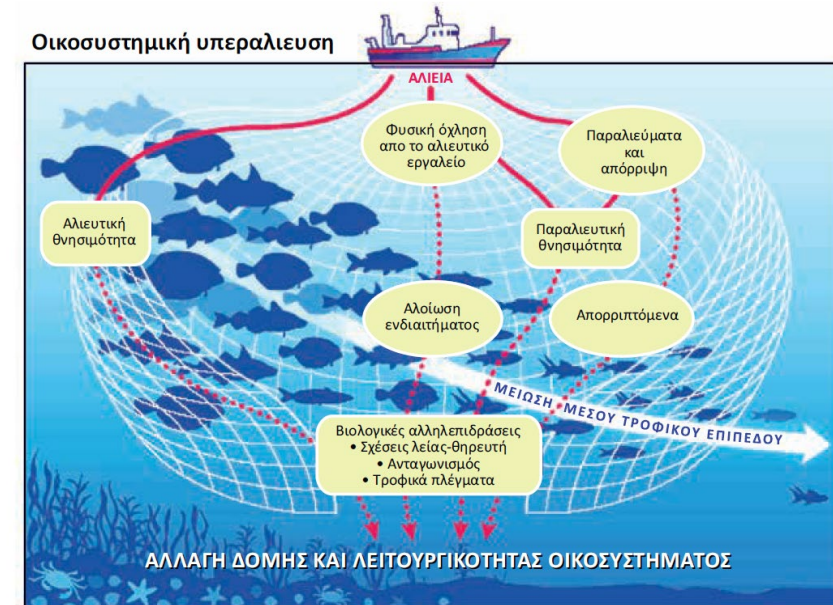 Οικοσυστημική υπεραλιευση
ΑΛΙΕΙΑ
Φυσική όχληση
απο το αλιευτικό
εργαλείο
Παραλιεύματα
και
απόρριψη
Αλιευτική
θνησιμότητα
Παραλιευτική
θνησιμότητα
Αλοίωση
ενδιαιτήματος
Απορριπτόμενα
ΜΕΙΩΣΗ ΜΕΣΟΥ ΤΡΟΦΙΚΟΥ ΕΠΙΠΕΔΟΥ
Βιολογικές αλληλεπιδράσεις
• Σχέσεις λείας-θηρευτή
• Ανταγωνισμός
• Τροφικά πλέγματα
ΑΛΛΑΓΗ ΔΟΜΗΣ ΚΑΙ ΛΕΙΤΟΥΡΓΙΚΟΤΗΤΑΣ ΟΙΚΟΣΥΣΤΗΜΑΤΟΣ